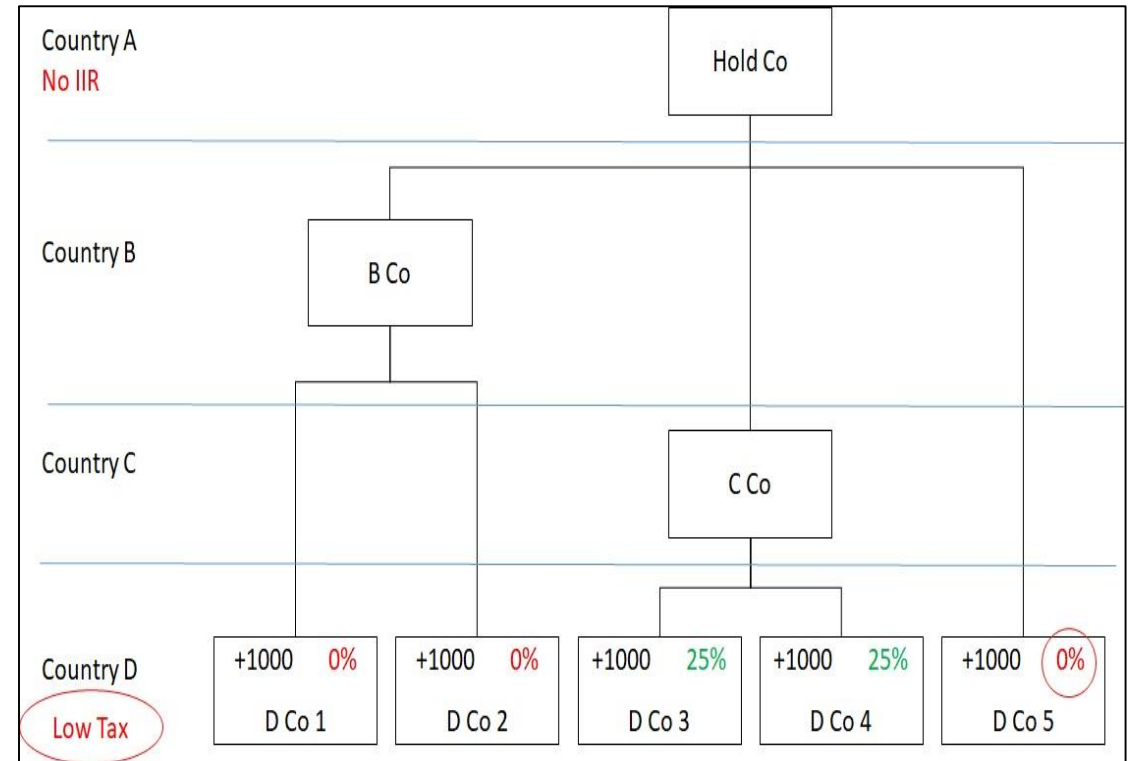 Country A
No IIR
Hold Co
Country B
B Co
Country C
C Co
Country D
Low Tax
+1000 0%
D Co 1
+1000 0%
D Co 2
+1000 25%
D Co 3
+1000 25%
D Co 4
+1000 0%
D Co 5